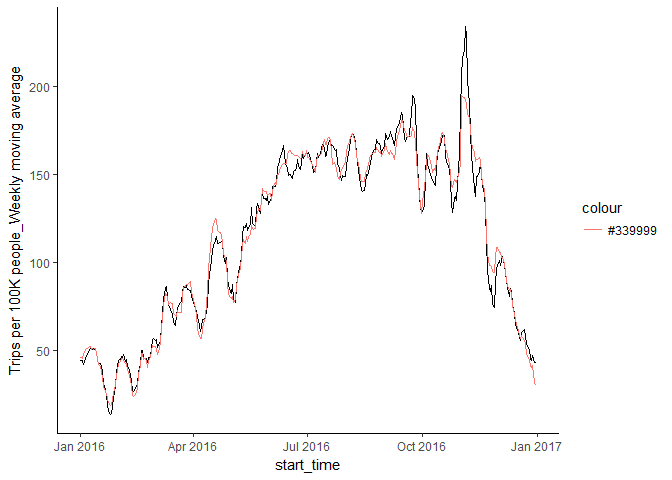 Trips per 100K people_Weekly moving average
200
150
100
50
Jan 2016
Apr 2016
Jul 2016
Oct 2016
Jan 2017
start_time
colour
#339999